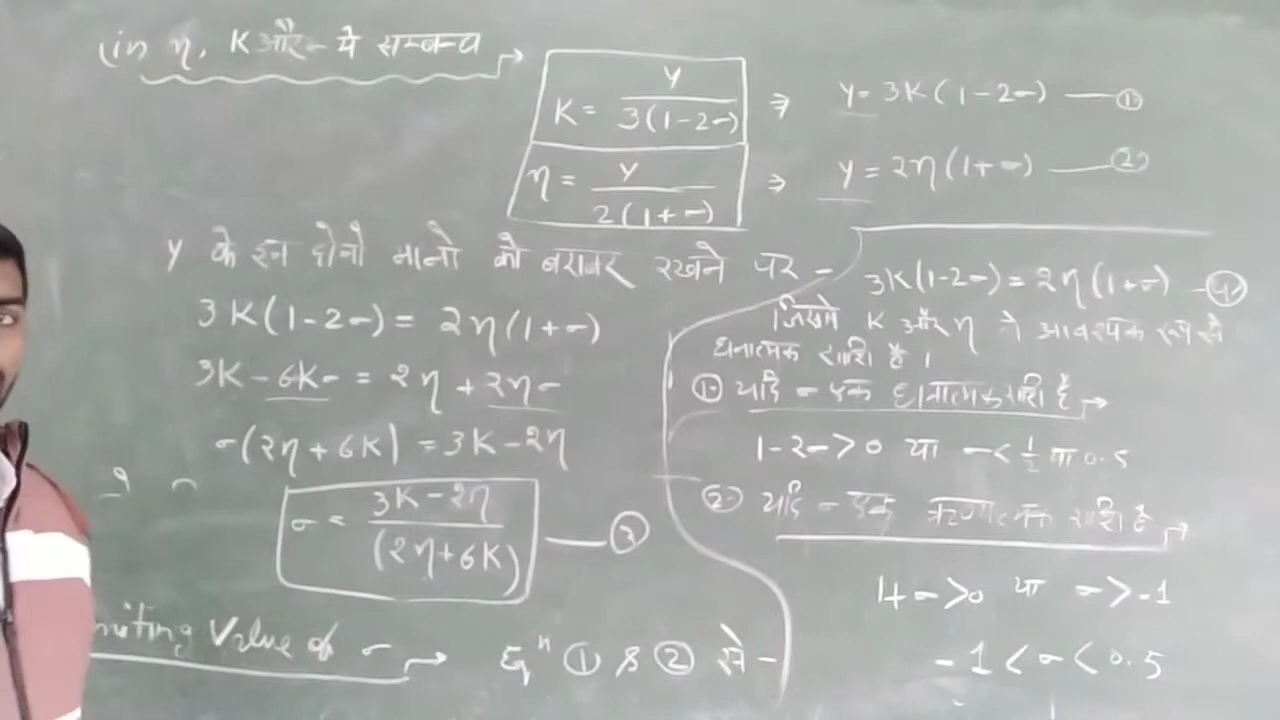 (iii) η, K और σ में सम्बन्ध →
K = Y / 3(1-2σ) ⇒ Y = 3K(1-2σ) — ①
η = Y / 2(1+σ) ⇒ Y = 2η(1+σ) — ②
Y के इन दोनो मानो को बराबर रखने पर -
3K(1-2σ) = 2η(1+σ)
3K - 6Kσ = 2η + 2ησ
σ(2η+6K) = 3K-2η
σ = 3K-2η / (2η+6K) — ③
Value of σ → Eqⁿ ① & ② से -
3K(1-2σ) = 2η(1+σ) — ④
जिसमे K और η आवश्यक रूप से
धनात्मक राशि है ।
① यदि σ एक धनात्मक राशि है →
1-2σ > 0 या σ < 1/2 या 0.5
② यदि σ एक ऋणात्मक राशि है →
1+σ > 0 या σ > -1
-1 < σ < 0.5